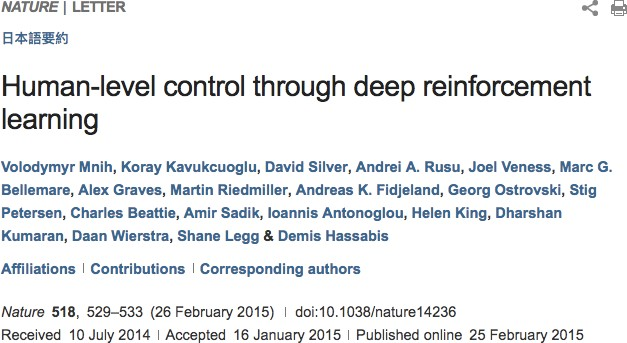 NATURE | LETTER
日本語要約
Human-level control through deep reinforcement
learning
Volodymyr Mnih, Koray Kavukcuoglu, David Silver, Andrei A. Rusu, Joel Veness, Marc G.
Bellemare, Alex Graves, Martin Riedmiller, Andreas K. Fidjeland, Georg Ostrovski, Stig
Petersen, Charles Beattie, Amir Sadik, Ioannis Antonoglou, Helen King, Dharshan
Kumaran, Daan Wierstra, Shane Legg & Demis Hassabis
Affiliations | Contributions | Corresponding authors
Nature 518, 529–533 (26 February 2015) | doi:10.1038/nature14236
Received 10 July 2014 | Accepted 16 January 2015 | Published online 25 February 2015